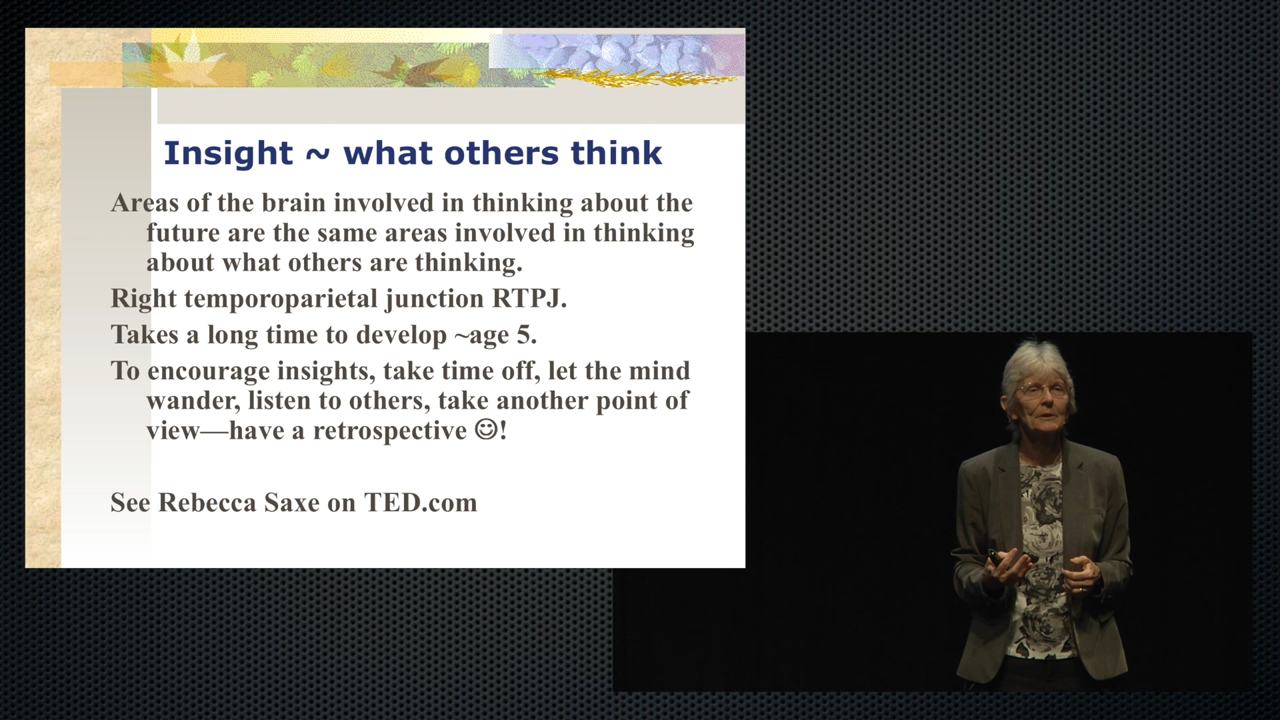 Insight ~ what others think
Areas of the brain involved in thinking about the
future are the same areas involved in thinking
about what others are thinking.
Right temporoparietal junction RTPJ.
Takes a long time to develop ~age 5.
To encourage insights, take time off, let the mind
wander, listen to others, take another point of
view—have a retrospective ☺!
See Rebecca Saxe on TED.com